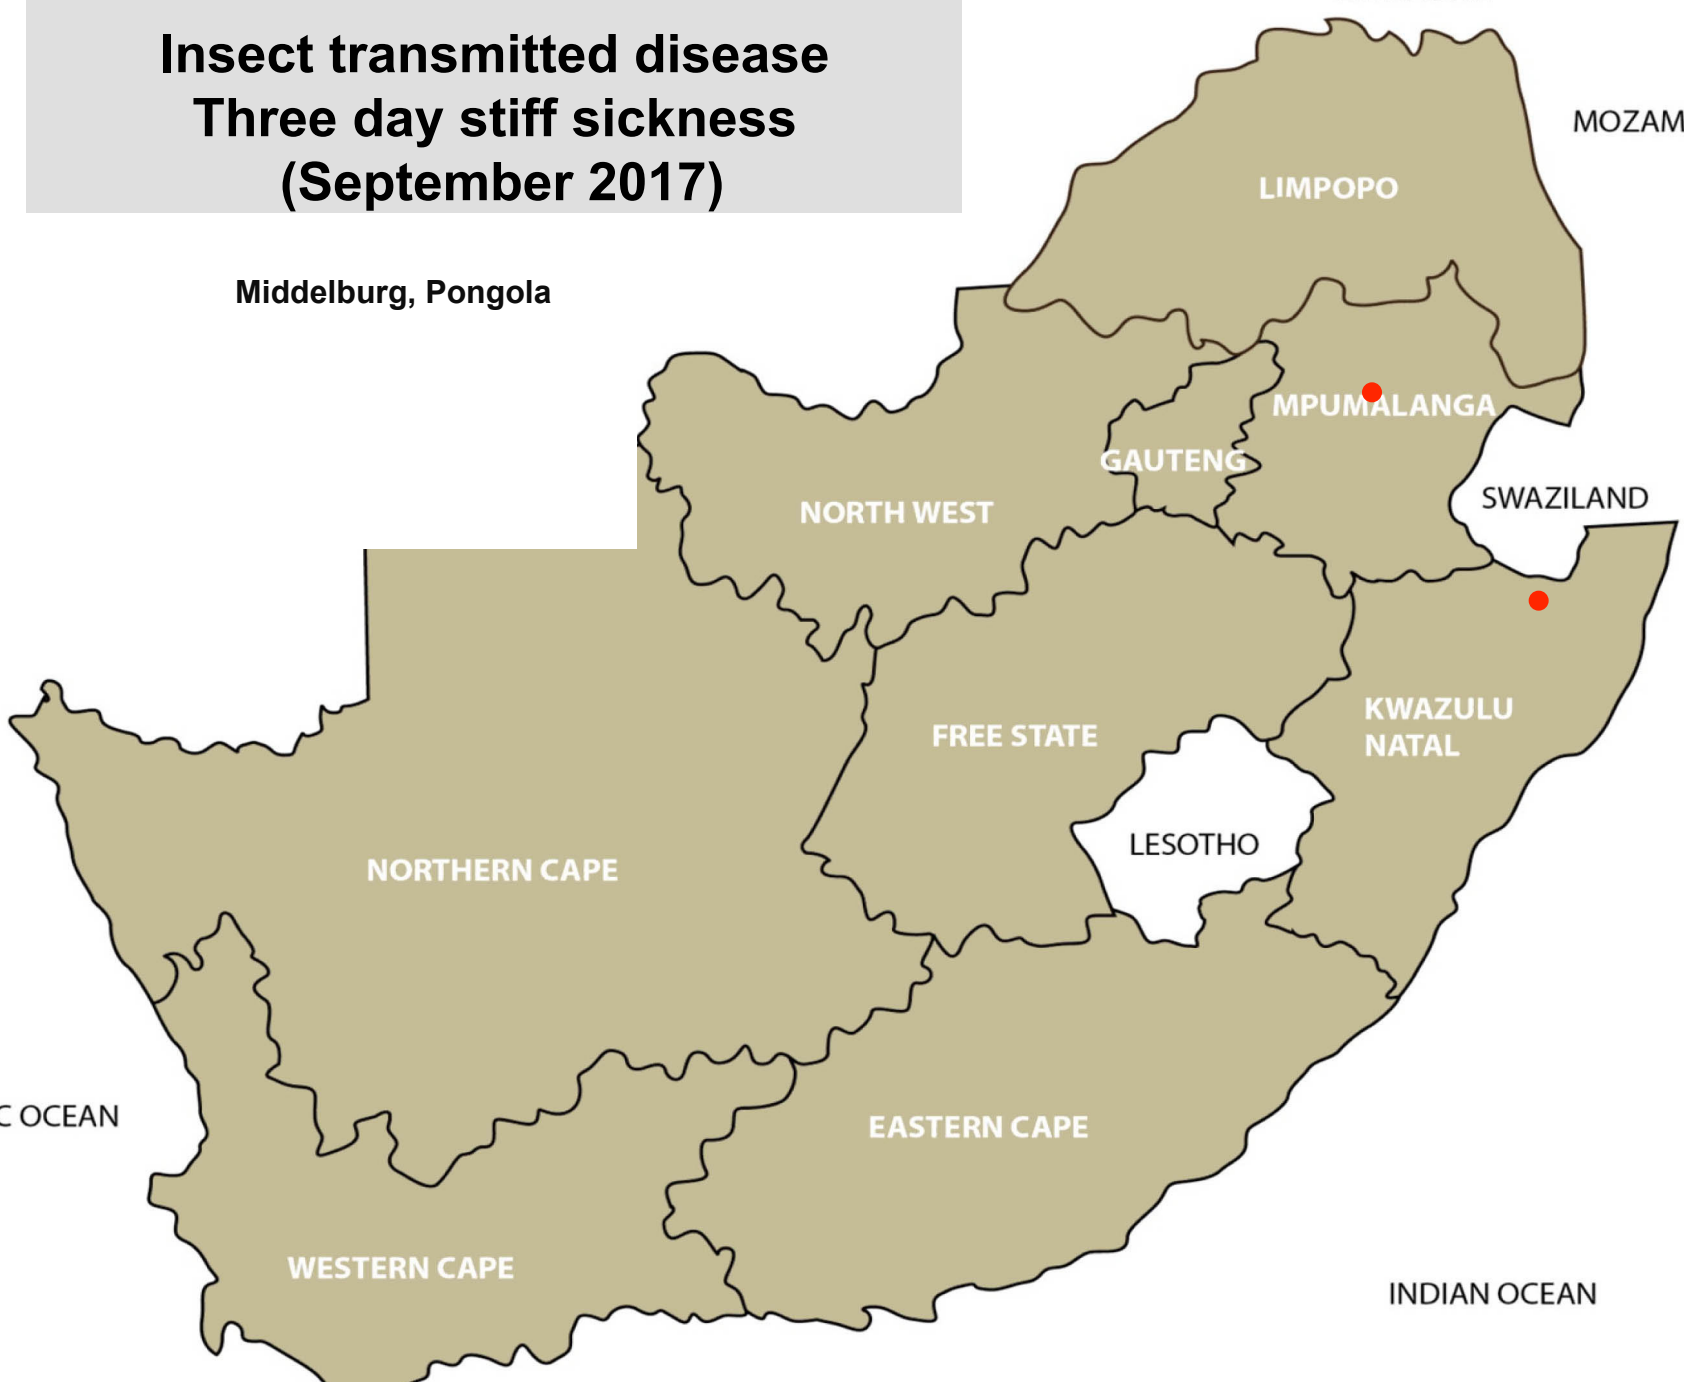 Insect transmitted disease
Three day stiff sickness
(September 2017)
MOZAM
LIMPOPO
Middelburg, Pongola
MPUMALANGA
GAUTENG
SWAZILAND
NORTH WEST
KWAZULU
NATAL
FREE STATE
LESOTHO
NORTHERN CAPE
C OCEAN
EASTERN CAPE
WESTERN CAPE
INDIAN OCEAN